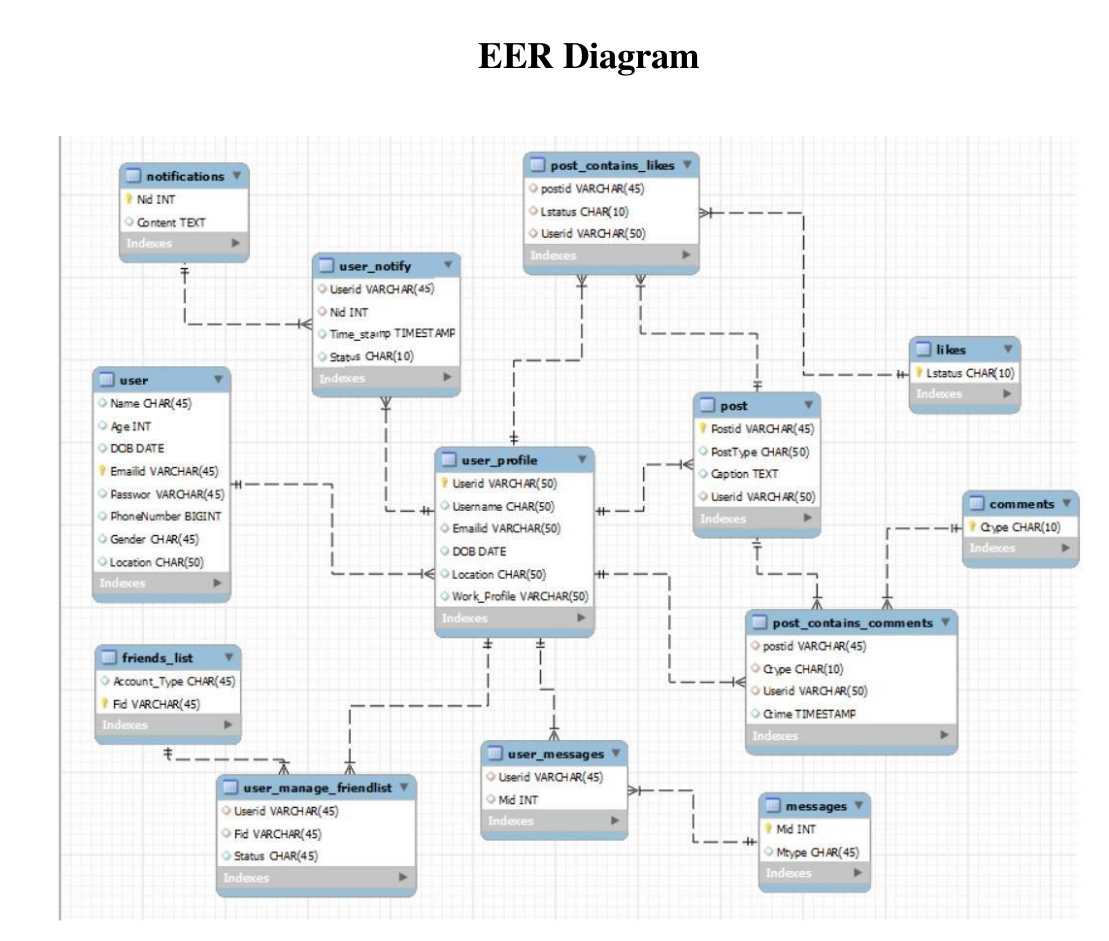 EER Diagram
notifications
Nid INT
Content TEXT
Indexes
post_contains_likes
postid VARCHAR(45)
Lstatus CHAR(10)
Userid VARCHAR(50)
Indexes
user_notify
Userid VARCHAR(45)
Nid INT
Time_stamp TIMESTAMP
Status CHAR(10)
Indexes
likes
Lstatus CHAR(10)
Indexes
user
Name CHAR(45)
Age INT
DOB DATE
Emailid VARCHAR(45)
Passwor VARCHAR(45)
PhoneNumber BIGINT
Gender CHAR(45)
Location CHAR(50)
Indexes
post
Postid VARCHAR(45)
PostType CHAR(50)
Caption TEXT
Userid VARCHAR(50)
Indexes
user_profile
Userid VARCHAR(50)
Username CHAR(50)
Emailid VARCHAR(50)
DOB DATE
Location CHAR(50)
Work_Profile VARCHAR(50)
Indexes
comments
Ctype CHAR(10)
Indexes
post_contains_comments
postid VARCHAR(45)
Ctype CHAR(10)
Userid VARCHAR(50)
Ctime TIMESTAMP
Indexes
friends_list
Account_Type CHAR(45)
Fid VARCHAR(45)
Indexes
user_messages
Userid VARCHAR(45)
Mid INT
Indexes
user_manage_friendlist
Userid VARCHAR(45)
Fid VARCHAR(45)
Status CHAR(45)
Indexes
messages
Mid INT
Mtype CHAR(45)
Indexes